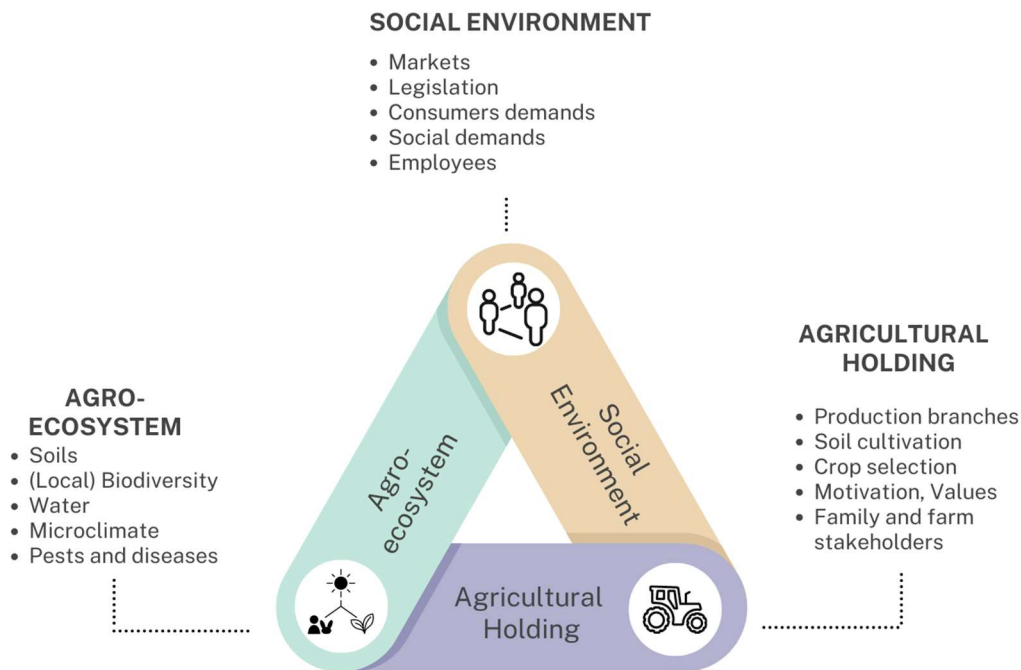 SOCIAL ENVIRONMENT
• Markets
• Legislation
• Consumers demands
• Social demands
• Employees
AGRICULTURAL
HOLDING
• Production branches
• Soil cultivation
• Crop selection
• Motivation, Values
• Family and farm
stakeholders
AGRO-
ECOSYSTEM
• Soils
• (Local) Biodiversity
• Water
• Microclimate
• Pests and diseases
Agro-
ecosystem
Social
Environment
Agricultural
Holding